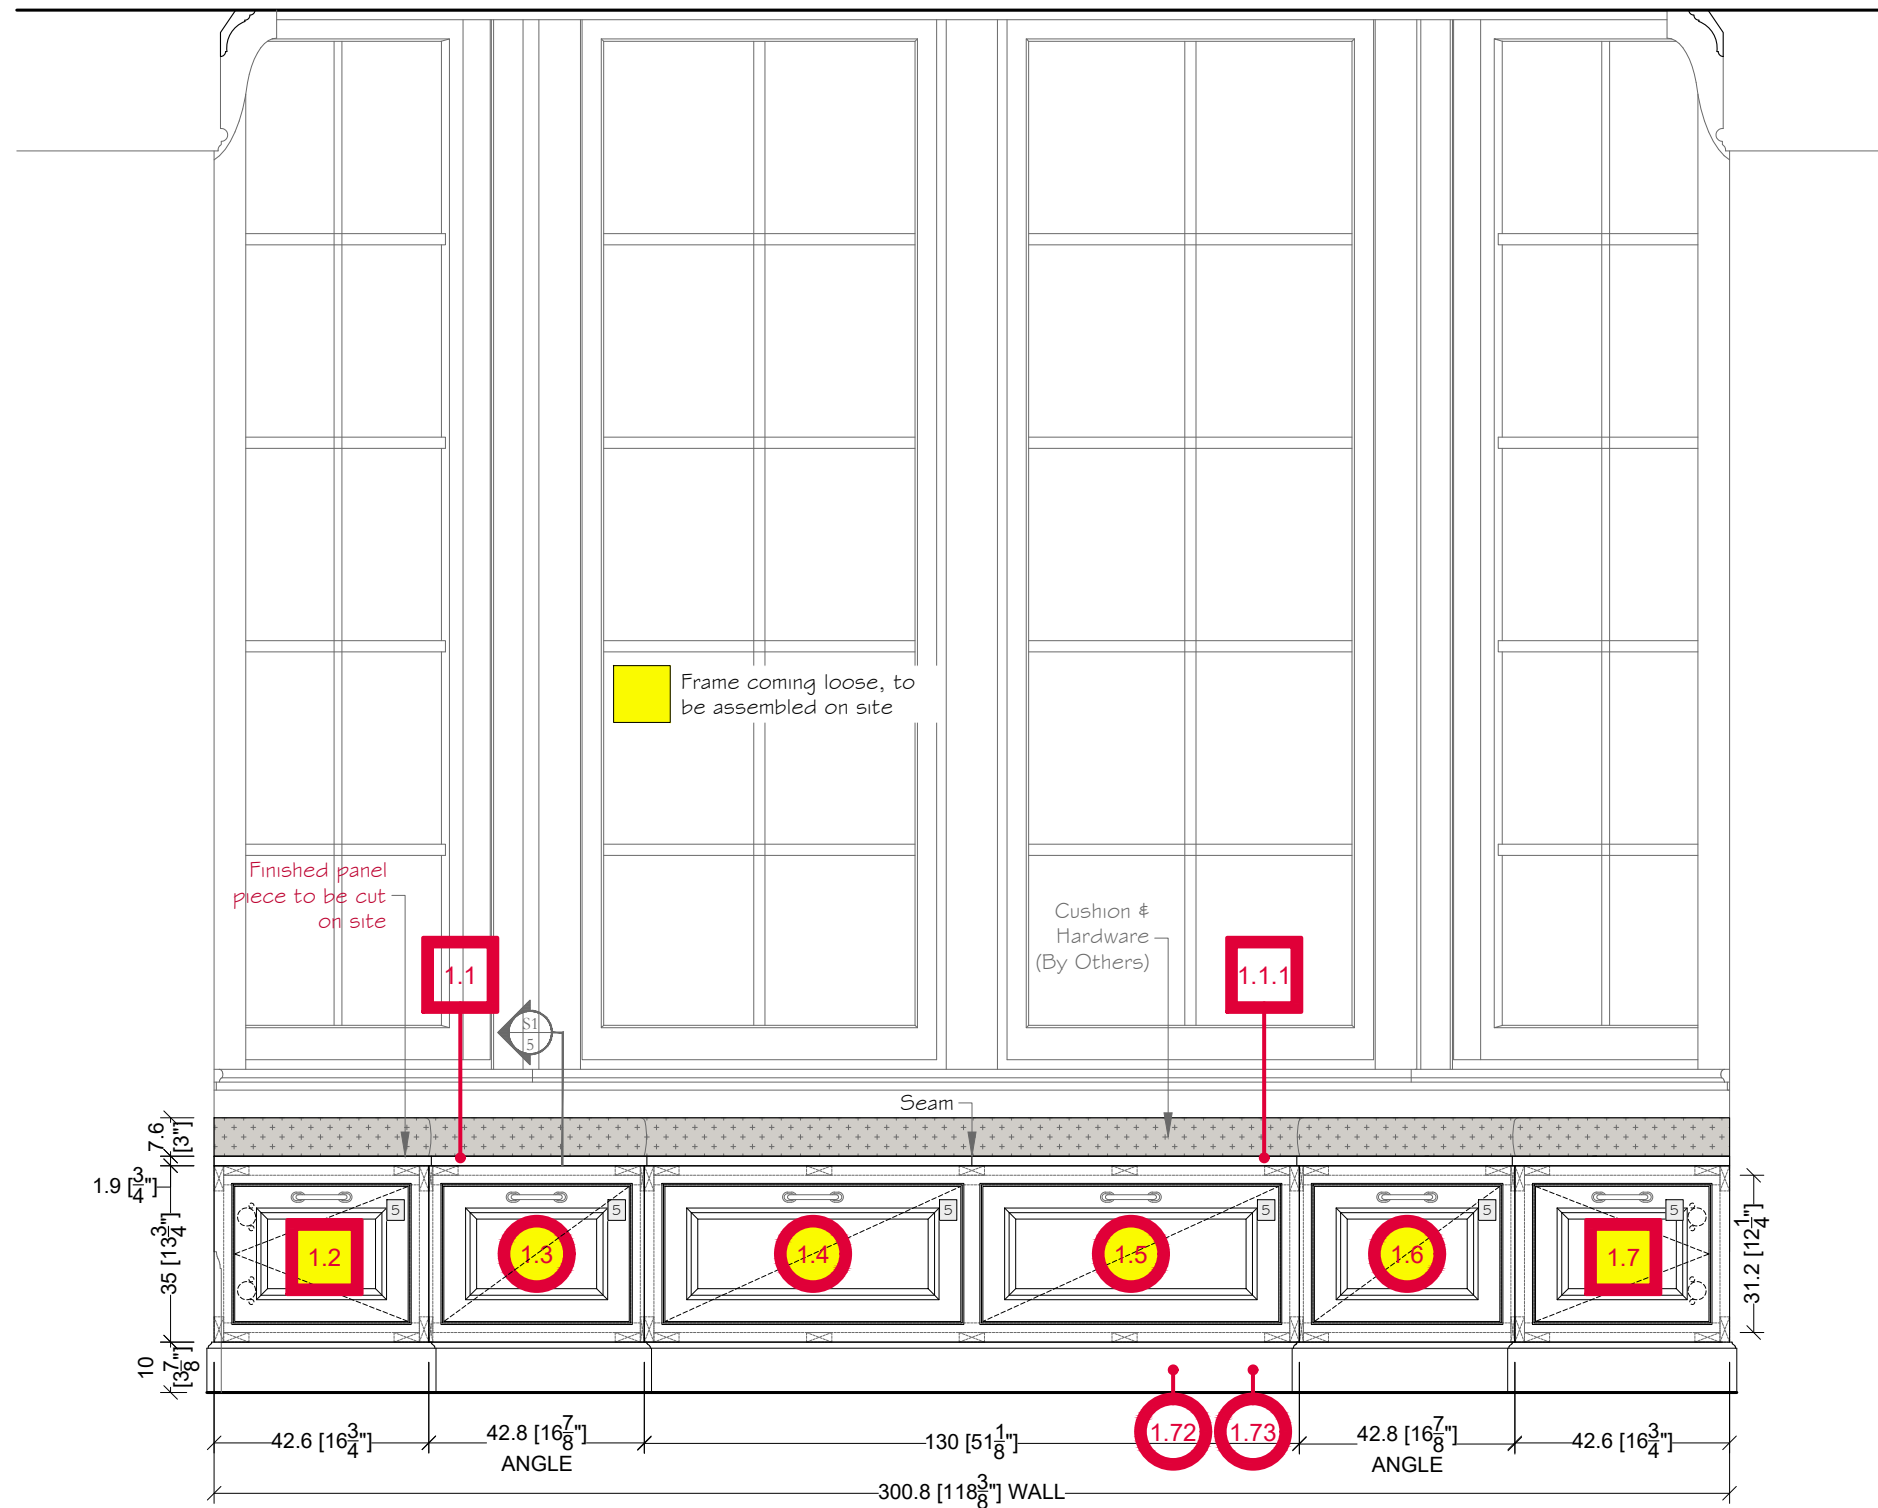 Frame coming loose, to
be assembled on site
Finished panel
piece to be cut
on site
Cushion &
Hardware
(By Others)
1.1
1.1.1
S1
5
Seam
7.6
[3"]
1.9 [3/4"]
35 [13 3/4"]
10
[3 7/8"]
31.2 [12 1/4"]
5
5
5
5
5
5
1.2
1.3
1.4
1.5
1.6
1.7
1.72
1.73
42.6 [16 3/4"]
42.8 [16 7/8"]
ANGLE
130 [51 1/8"]
42.8 [16 7/8"]
ANGLE
42.6 [16 3/4"]
300.8 [118 3/8"] WALL